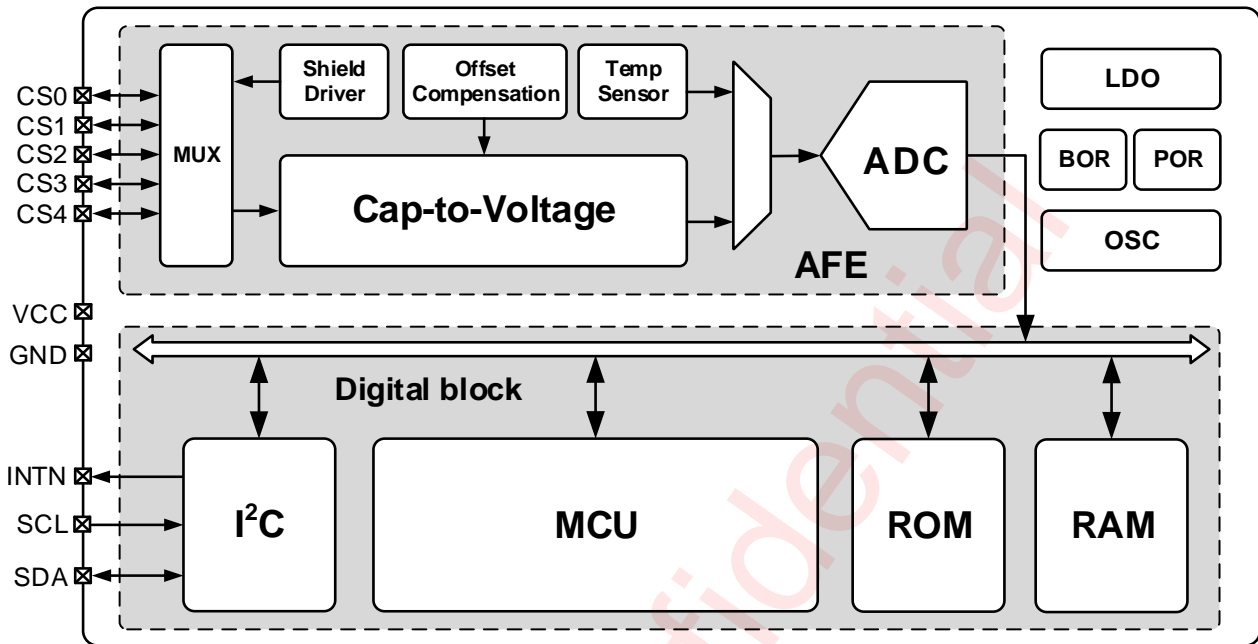 CS0
CS1
CS2
CS3
CS4
VCC
GND
INTN
SCL
SDA
MUX
Shield
Driver
Offset
Compensation
Temp
Sensor
Cap-to-Voltage
ADC
AFE
LDO
BOR
POR
OSC
Digital block
I²C
MCU
ROM
RAM
fidential